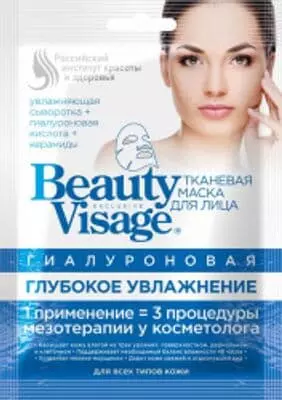 Российский
институт красоты
и здоровья
увлажняющая
сыворотка +
гиалуроновая
кислота +
керамиды
ТКАНЕВАЯ
МАСКА
ДЛЯ ЛИЦА
Beauty
EXCLUSIVE
Visage®
ГИАЛУРОНОВАЯ
ГЛУБОКОЕ УВЛАЖНЕНИЕ
1 применение = 3 процедуры
мезотерапии у косметолога
ДЛЯ ВСЕХ ТИПОВ КОЖИ